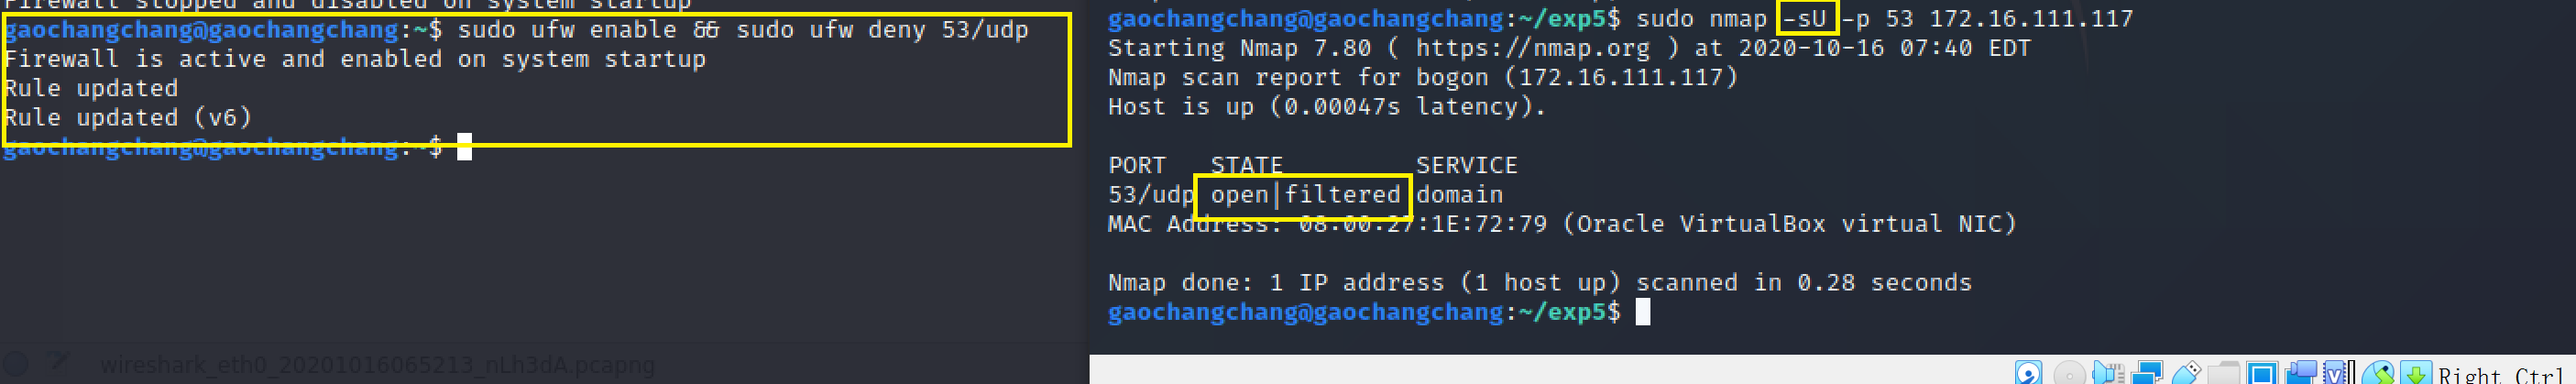 Firewall stopped and disabled on system startup
gaochangchang@gaochangchang:~$ sudo ufw enable && sudo ufw deny 53/udp
Firewall is active and enabled on system startup
Rule updated
Rule updated (v6)
gaochangchang@gaochangchang:~$
wireshark_eth0_20201016065213_nLh3dA.pcapng
gaochangchang@gaochangchang:~/exp5$ sudo nmap -sU -p 53 172.16.111.117
Starting Nmap 7.80 ( https://nmap.org ) at 2020-10-16 07:40 EDT
Nmap scan report for bogon (172.16.111.117)
Host is up (0.00047s latency).
PORT   STATE         SERVICE
53/udp open|filtered domain
MAC Address: 08:00:27:1E:72:79 (Oracle VirtualBox virtual NIC)
Nmap done: 1 IP address (1 host up) scanned in 0.28 seconds
gaochangchang@gaochangchang:~/exp5$
Right Ctrl